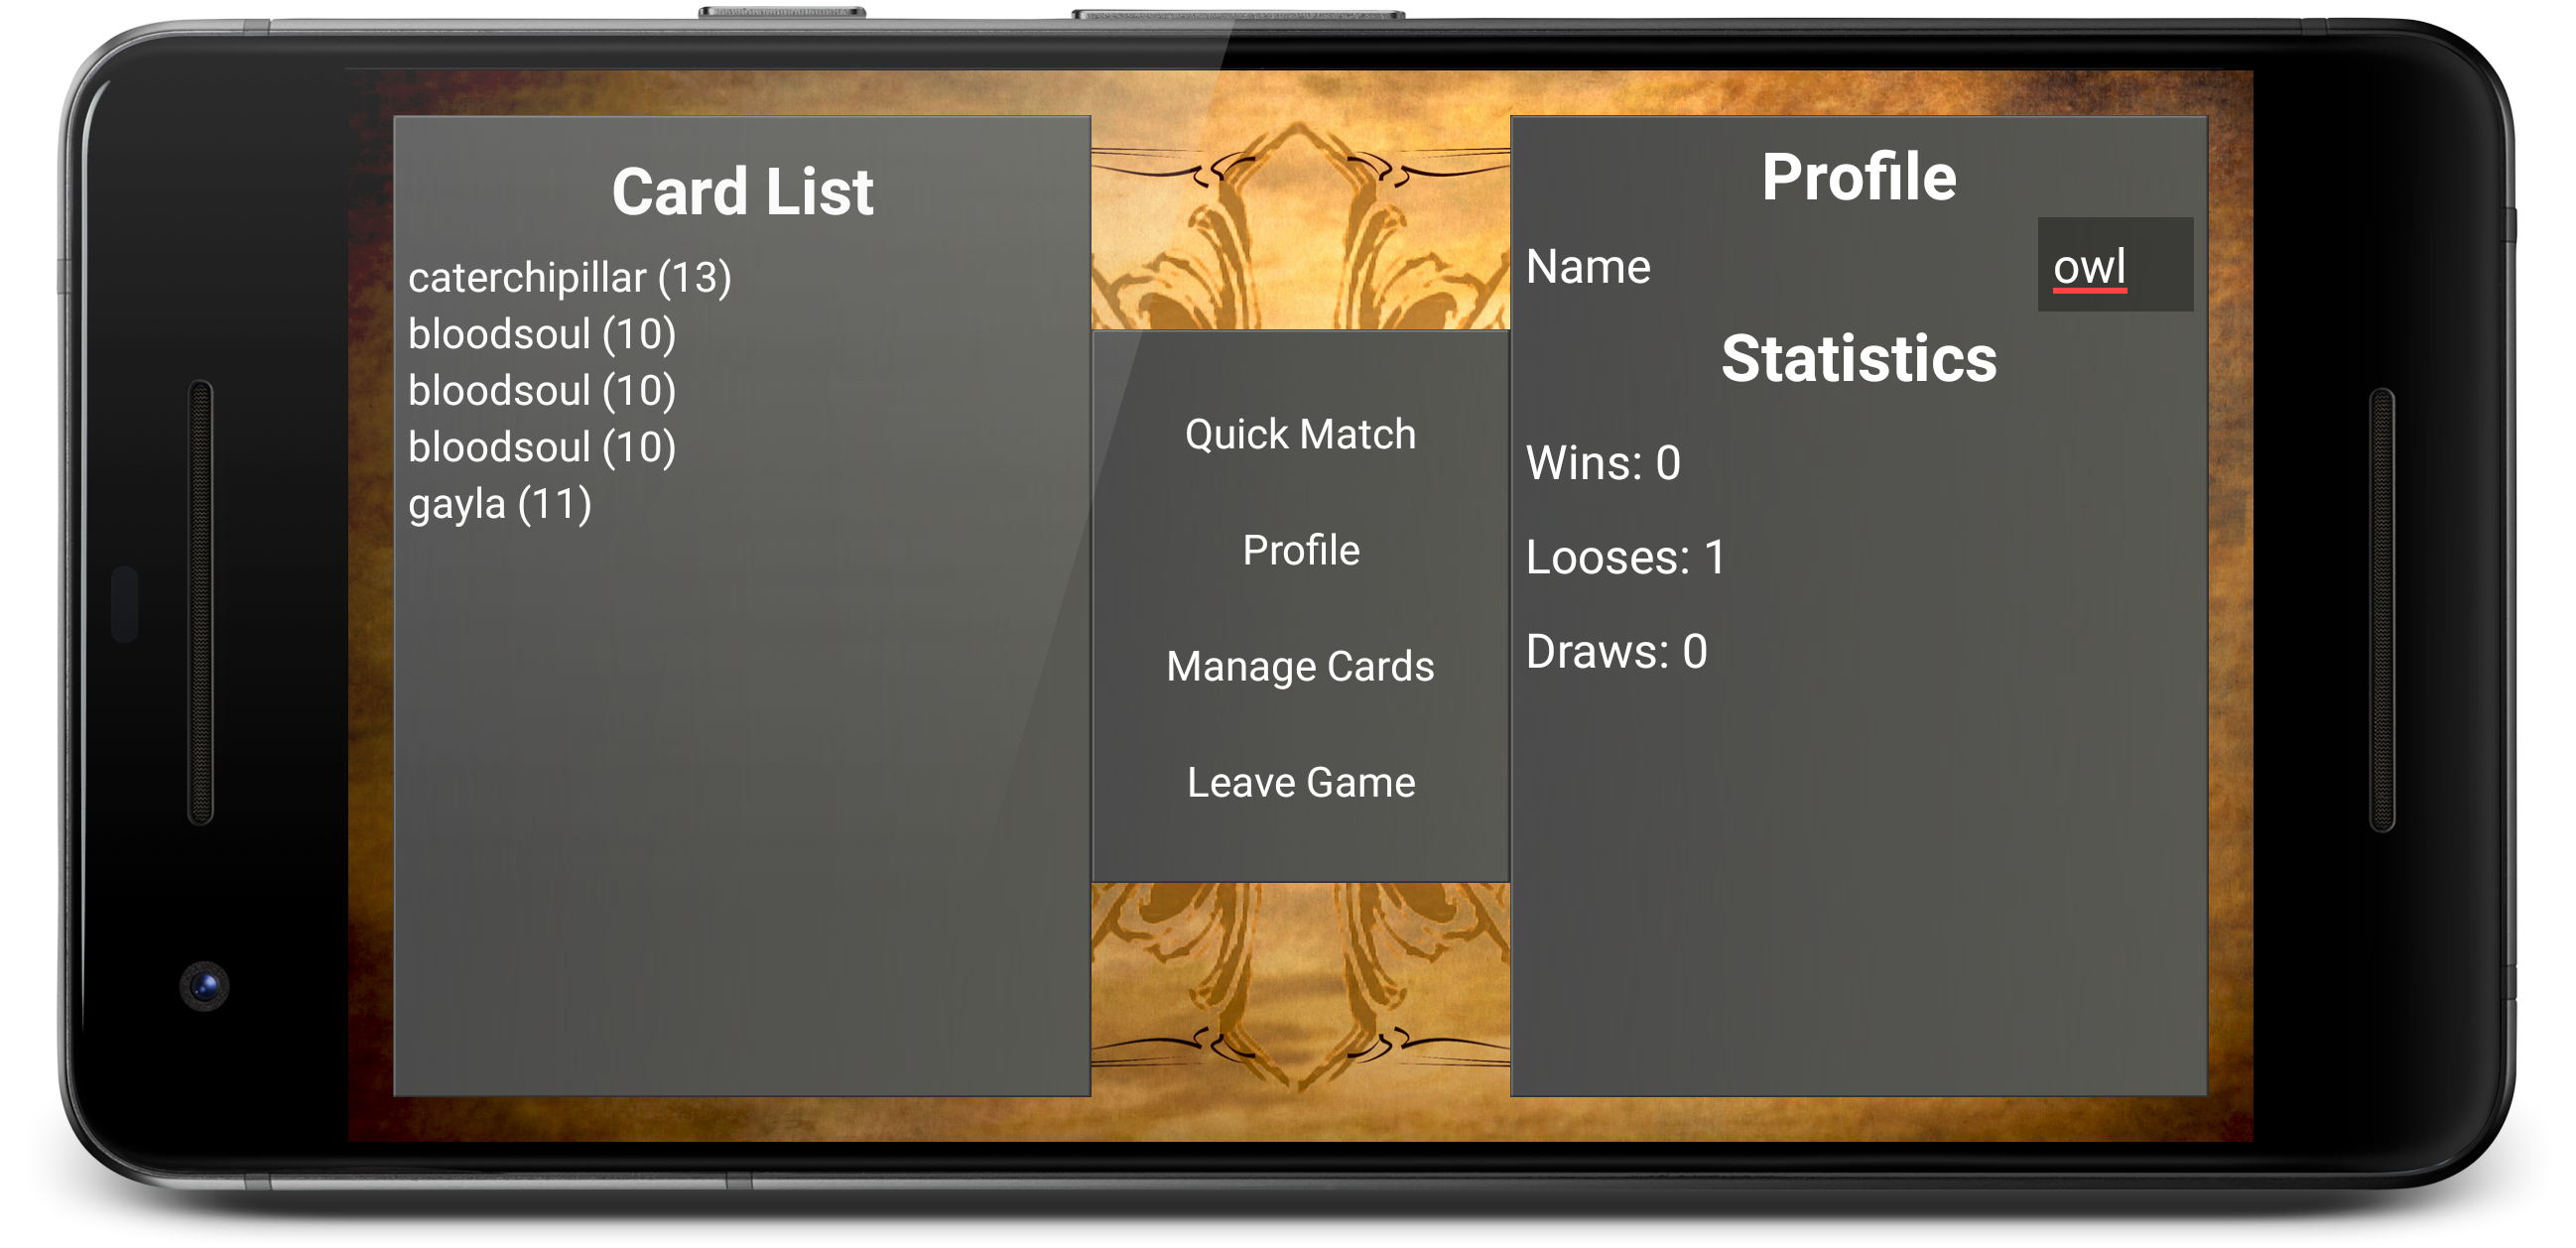 Card List
caterchipillar (13)
bloodsoul (10)
bloodsoul (10)
bloodsoul (10)
gayla (11)
Quick Match
Profile
Manage Cards
Leave Game
Profile
Name owl
Statistics
Wins: 0
Looses: 1
Draws: 0